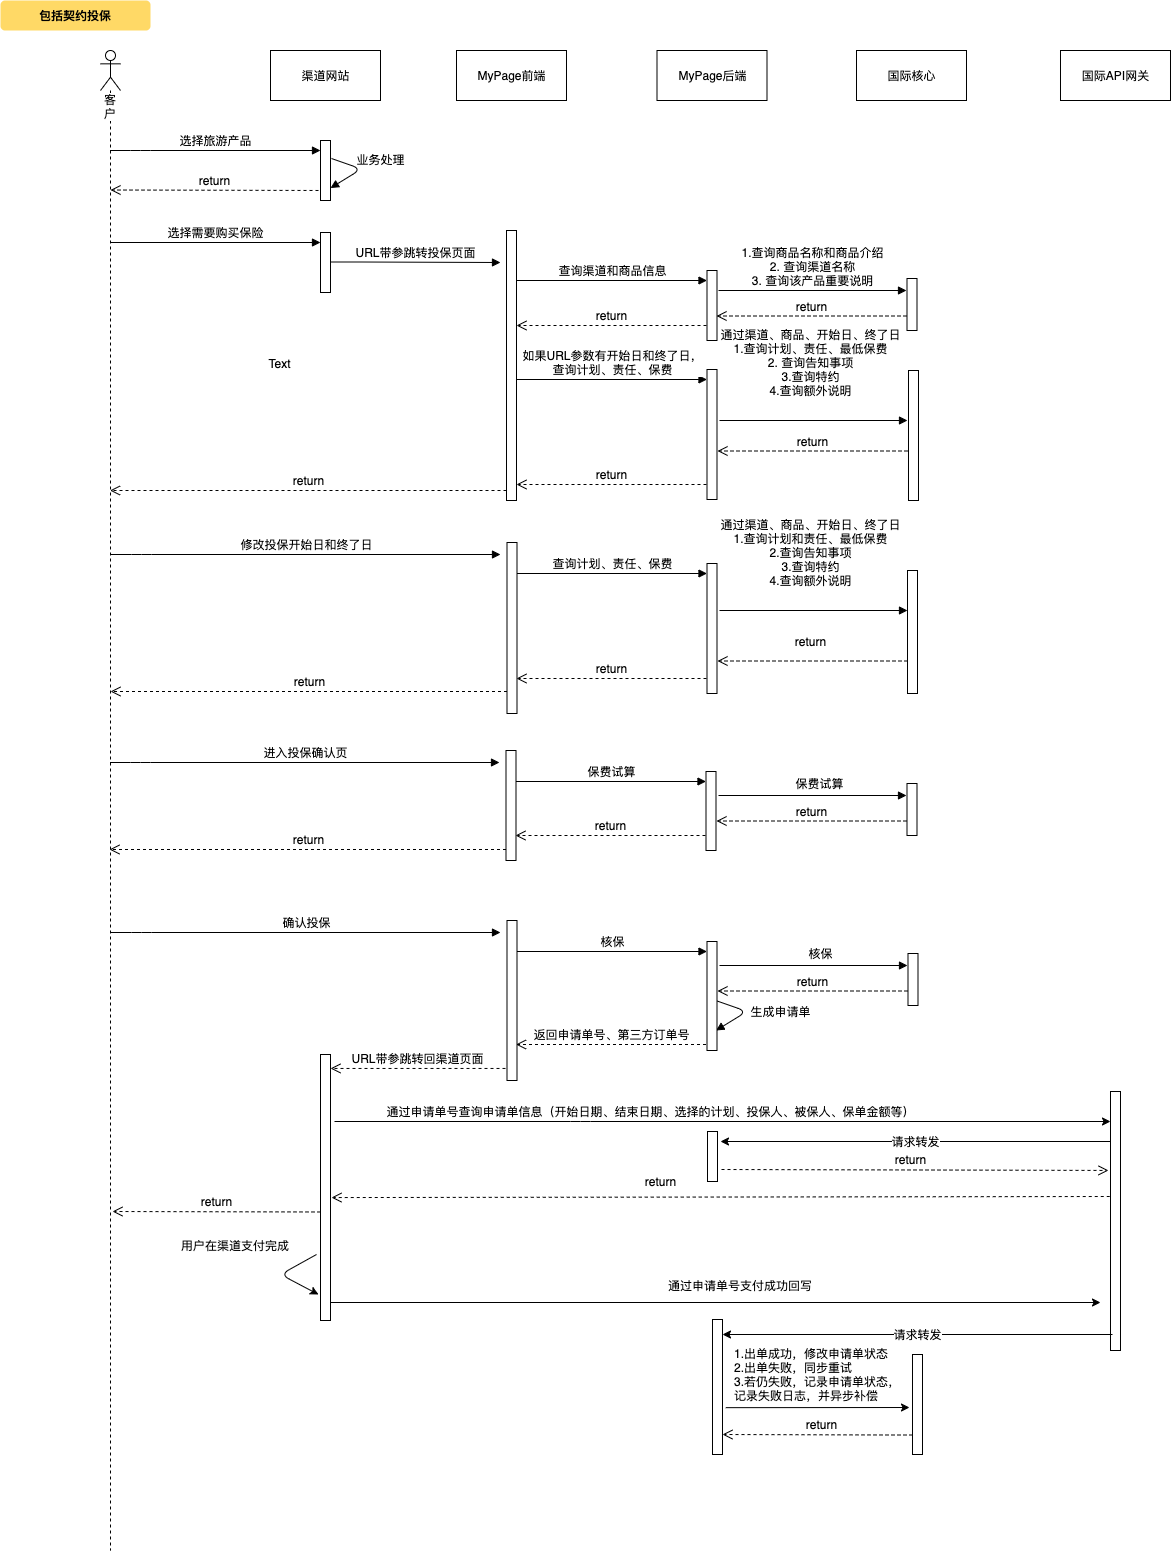 包括契约投保
客
户
渠道网站
MyPage前端
MyPage后端
国际核心
国际API网关
选择旅游产品
业务处理
return
选择需要购买保险
URL带参跳转投保页面
查询渠道和商品信息
1.查询商品名称和商品介绍
2. 查询渠道名称
3. 查询该产品重要说明
return
return
如果URL参数有开始日和终了日，
查询计划、责任、保费
通过渠道、商品、开始日、终了日
1.查询计划、责任、最低保费
2. 查询告知事项
3.查询特约
4.查询额外说明
Text
return
return
return
修改投保开始日和终了日
查询计划、责任、保费
通过渠道、商品、开始日、终了日
1.查询计划和责任、最低保费
2.查询告知事项
3.查询特约
4.查询额外说明
return
return
return
进入投保确认页
保费试算
保费试算
return
return
return
确认投保
核保
核保
return
生成申请单
返回申请单号、第三方订单号
URL带参跳转回渠道页面
通过申请单号查询申请单信息（开始日期、结束日期、选择的计划、投保人、被保人、保单金额等）
请求转发
return
return
return
用户在渠道支付完成
通过申请单号支付成功回写
请求转发
1.出单成功，修改申请单状态
2.出单失败，同步重试
3.若仍失败，记录申请单状态，
记录失败日志，并异步补偿
return